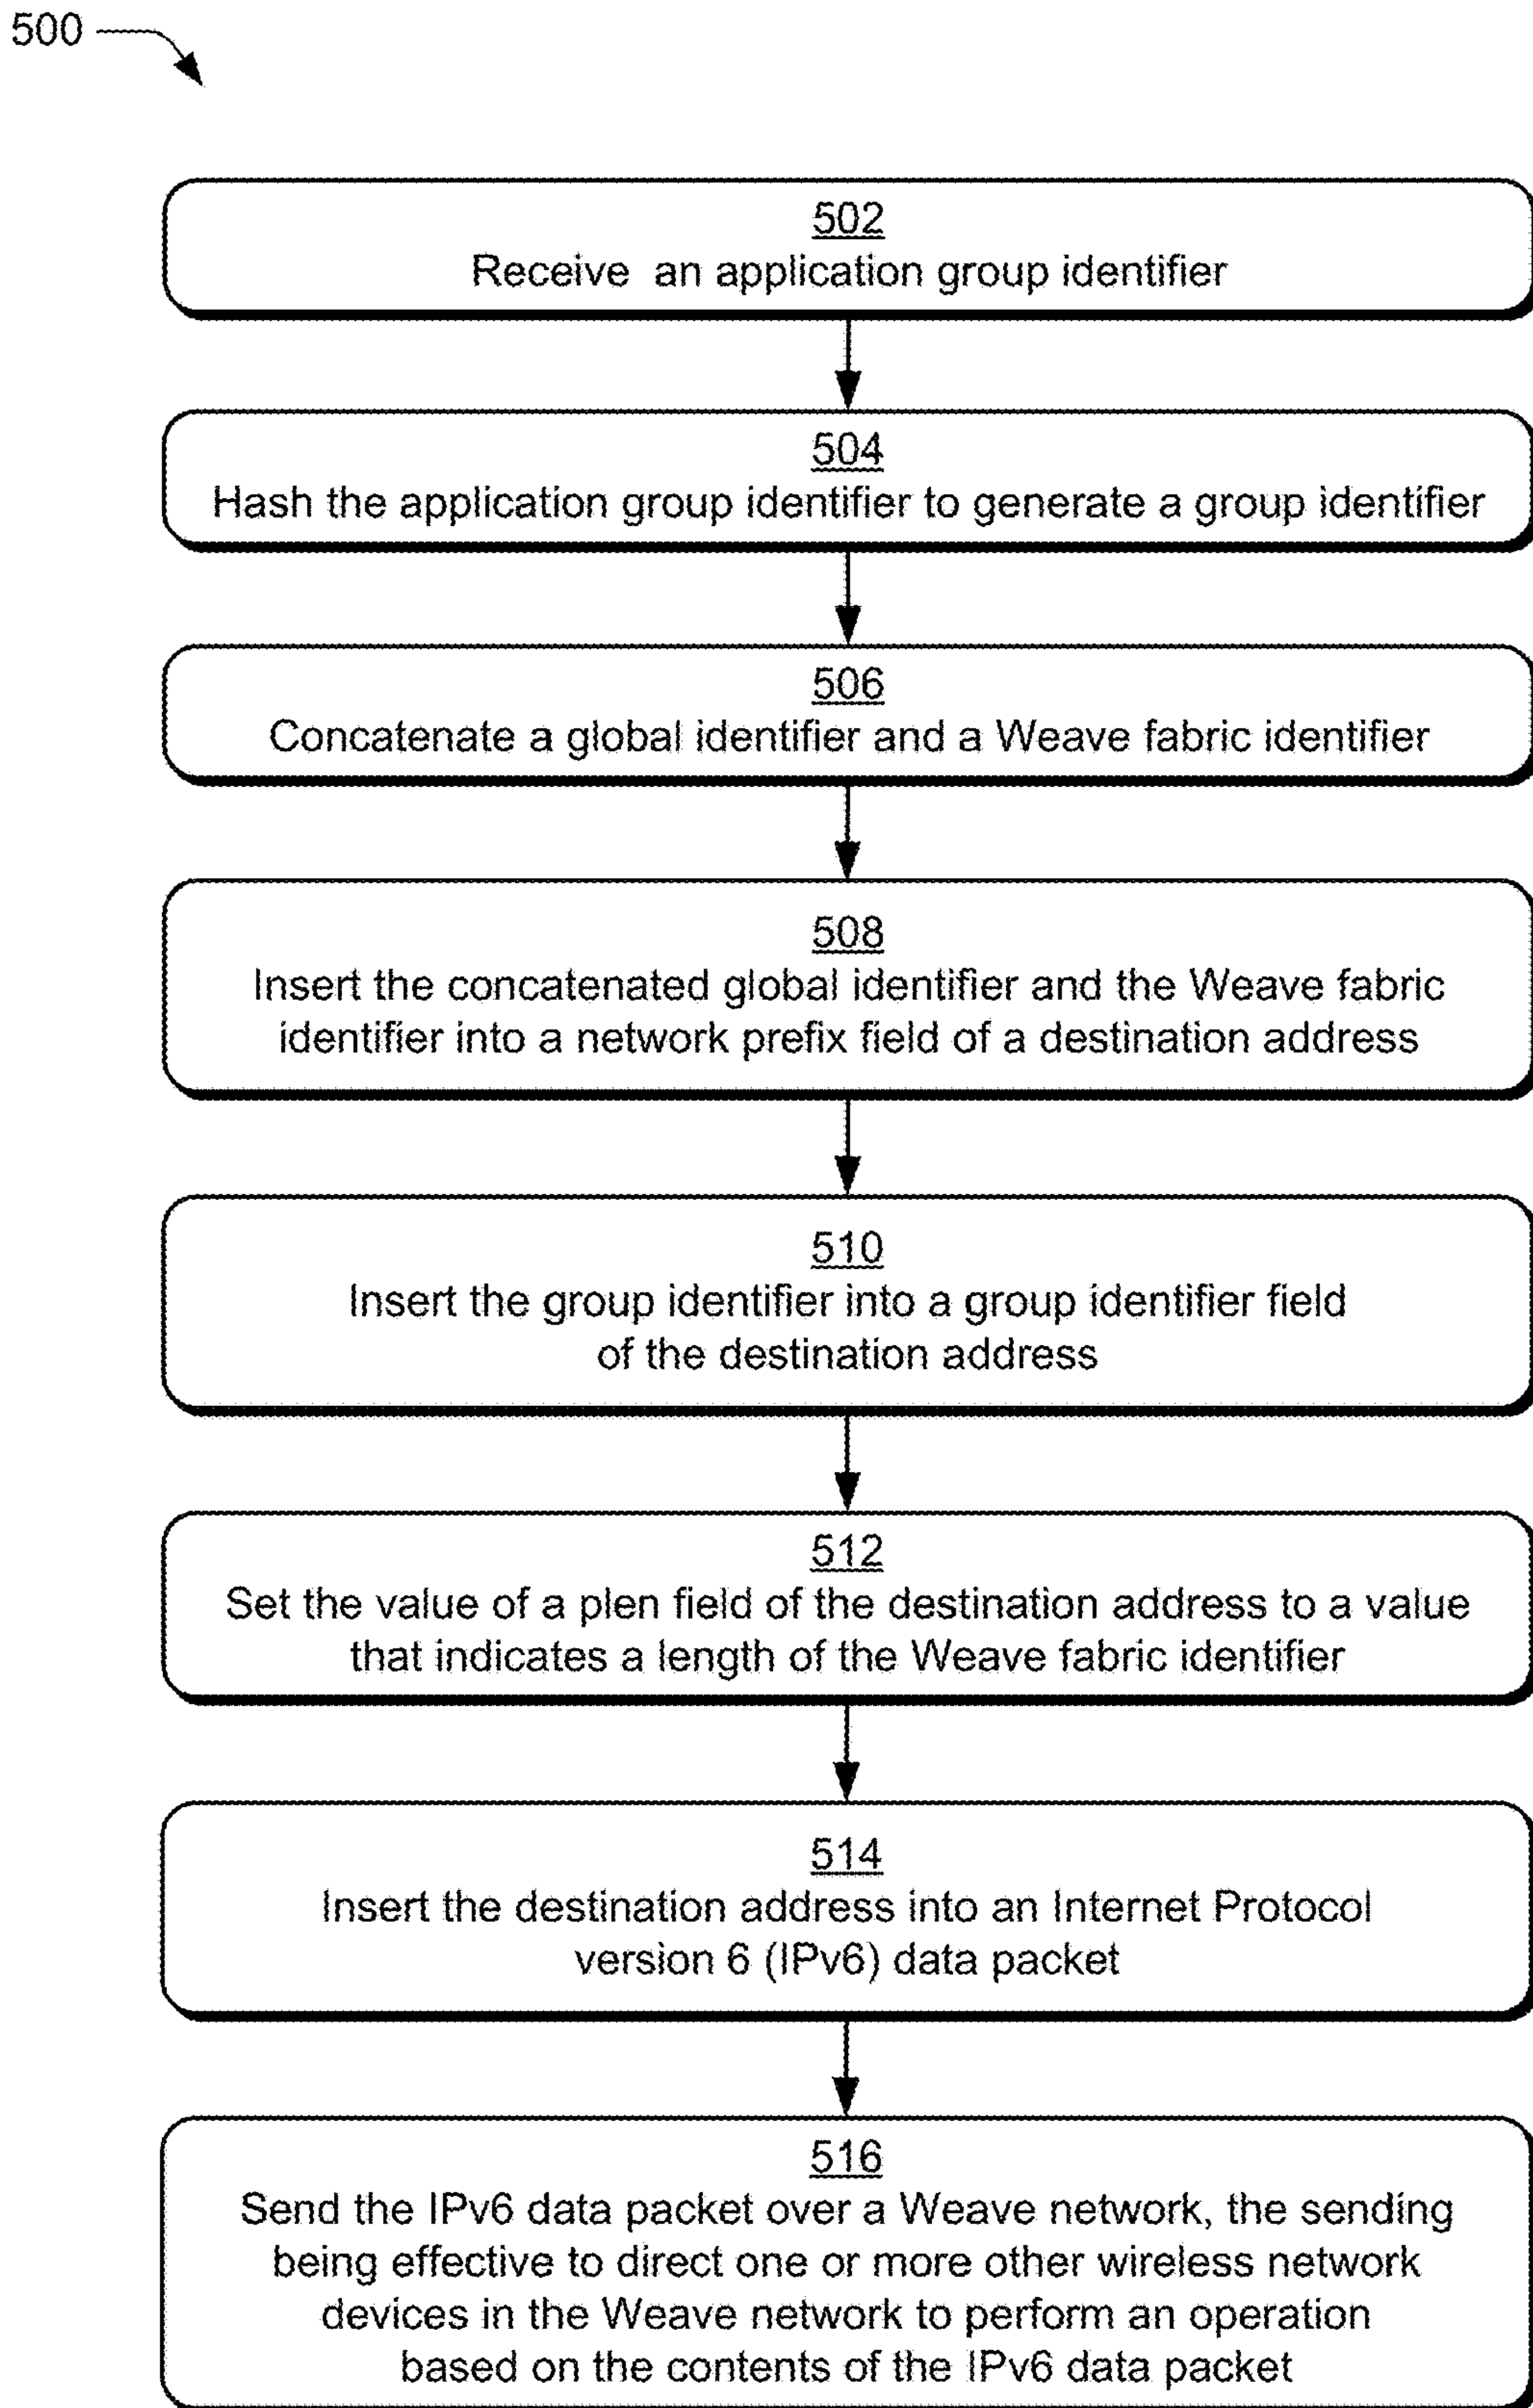 500
502
Receive an application group identifier
504
Hash the application group identifier to generate a group identifier
506
Concatenate a global identifier and a Weave fabric identifier
508
Insert the concatenated global identifier and the Weave fabric
identifier into a network prefix field of a destination address
510
Insert the group identifier into a group identifier field
of the destination address
512
Set the value of a plen field of the destination address to a value
that indicates a length of the Weave fabric identifier
514
Insert the destination address into an Internet Protocol
version 6 (IPv6) data packet
516
Send the IPv6 data packet over a Weave network, the sending
being effective to direct one or more other wireless network
devices in the Weave network to perform an operation
based on the contents of the IPv6 data packet